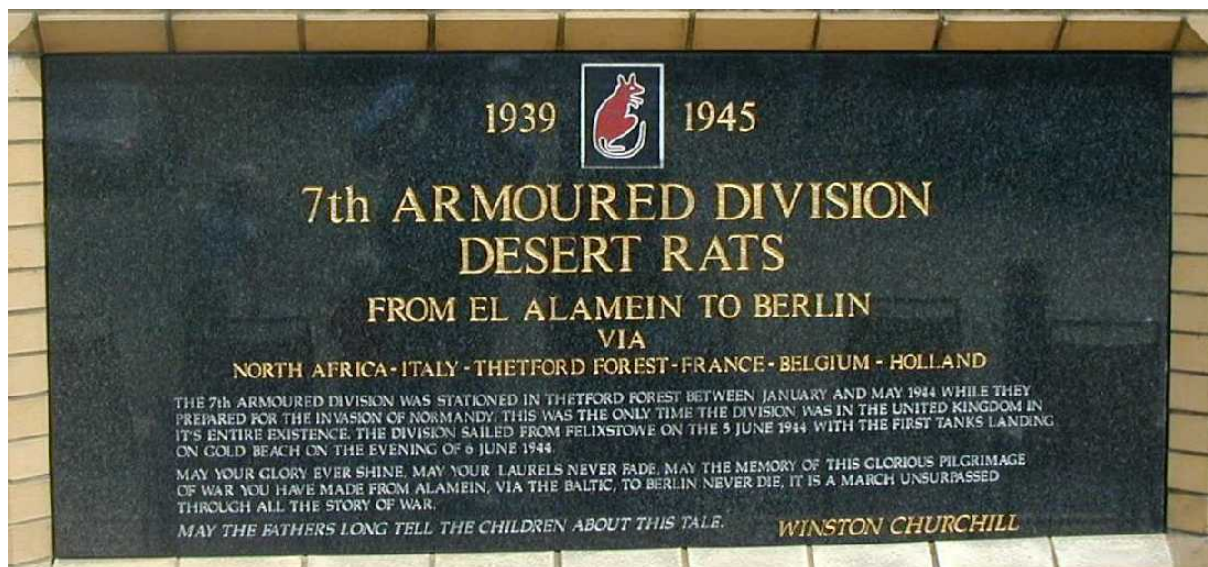 1939 1945
7th ARMOURED DIVISION
DESERT RATS
FROM EL ALAMEIN TO BERLIN
VIA
NORTH AFRICA - ITALY - THETFORD FOREST - FRANCE - BELGIUM - HOLLAND
THE 7th ARMOURED DIVISION WAS STATIONED IN THETFORD FOREST BETWEEN JANUARY AND MAY 1944 WHILE THEY
PREPARED FOR THE INVASION OF NORMANDY. THIS WAS THE ONLY TIME THE DIVISION WAS IN THE UNITED KINGDOM IN
IT'S ENTIRE EXISTENCE. THE DIVISION SAILED FROM FELIXSTOWE ON THE 5 JUNE 1944 WITH THE FIRST TANKS LANDING
ON GOLD BEACH ON THE EVENING OF 6 JUNE 1944.
MAY YOUR GLORY EVER SHINE, MAY YOUR LAURELS NEVER FADE, MAY THE MEMORY OF THIS GLORIOUS PILGRIMAGE
OF WAR YOU HAVE MADE FROM ALAMEIN, VIA THE BALTIC, TO BERLIN NEVER DIE, IT IS A MARCH UNSURPASSED
THROUGH ALL THE STORY OF WAR.
MAY THE FATHERS LONG TELL THE CHILDREN ABOUT THIS TALE. WINSTON CHURCHILL